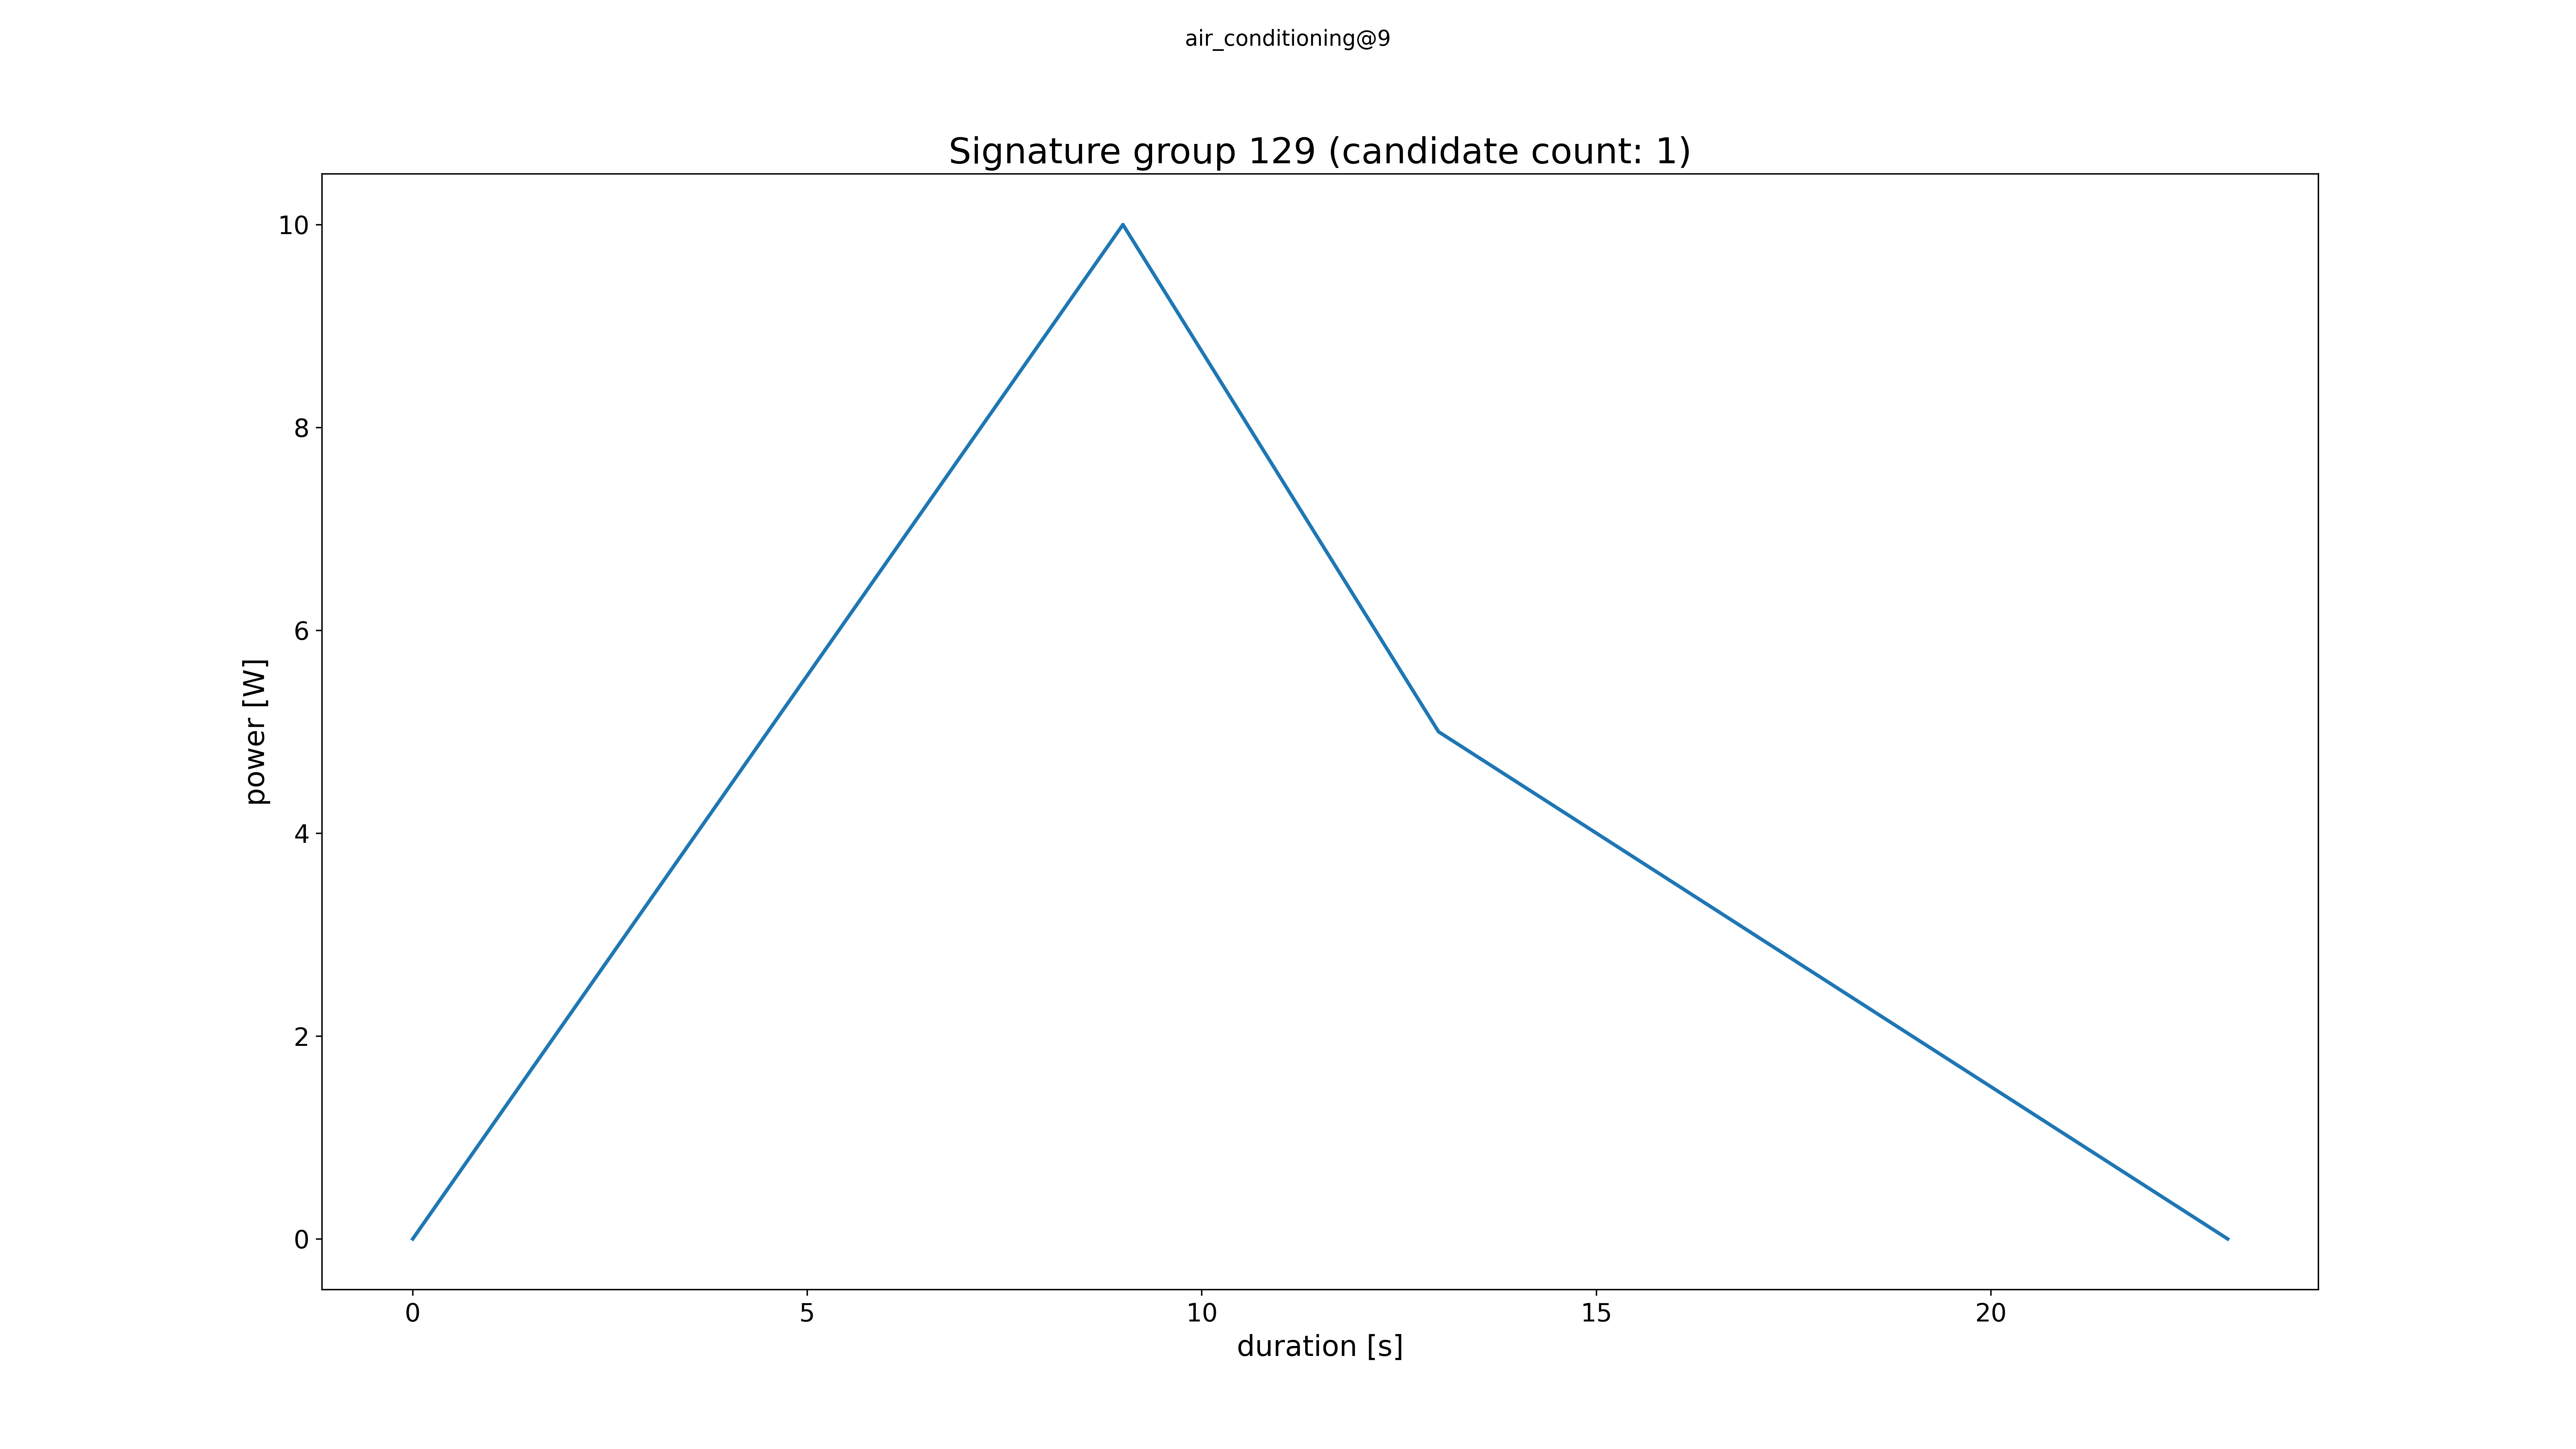 air_conditioning@9
Signature group 129 (candidate count: 1)
10
8
6
4
2
0
power [W]
0 5 10 15 20
duration [s]